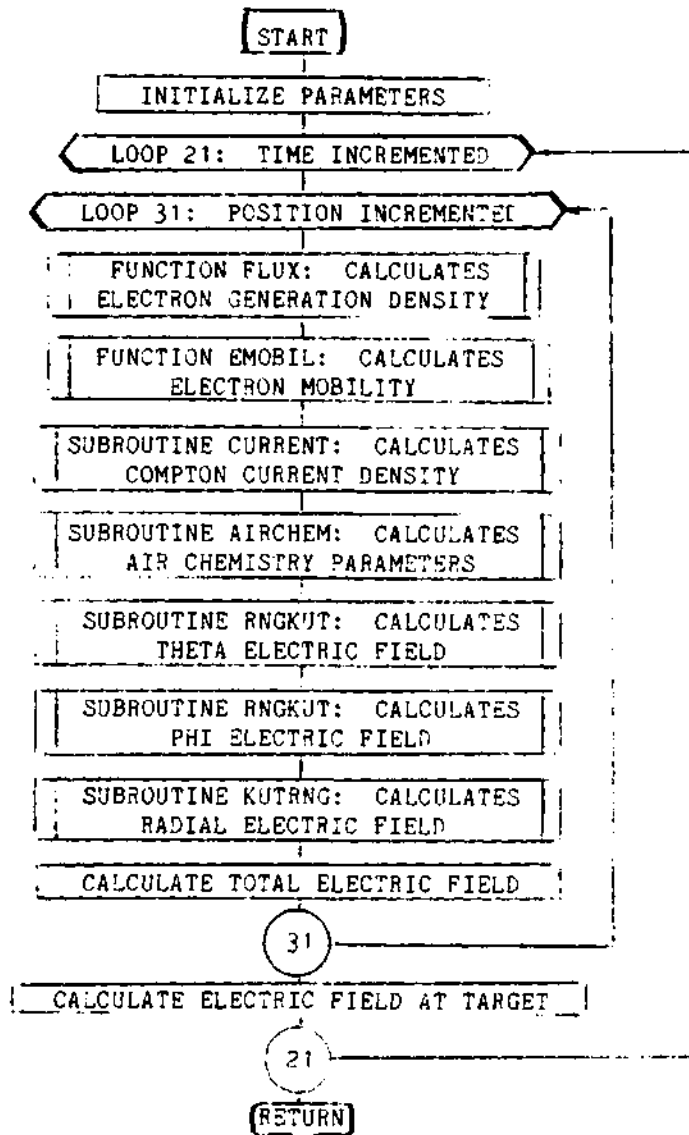 START
INITIALIZE PARAMETERS
LOOP 21: TIME INCREMENTED
LOOP 31: POSITION INCREMENTED
FUNCTION FLUX: CALCULATES
ELECTRON GENERATION DENSITY
FUNCTION EMOBIL: CALCULATES
ELECTRON MOBILITY
SUBROUTINE CURRENT: CALCULATES
COMPTON CURRENT DENSITY
SUBROUTINE AIRCHEM: CALCULATES
AIR CHEMISTRY PARAMETERS
SUBROUTINE RNGKUT: CALCULATES
THETA ELECTRIC FIELD
SUBROUTINE RNGKUT: CALCULATES
PHI ELECTRIC FIELD
SUBROUTINE KUTRNG: CALCULATES
RADIAL ELECTRIC FIELD
CALCULATE TOTAL ELECTRIC FIELD
31
CALCULATE ELECTRIC FIELD AT TARGET
21
RETURN